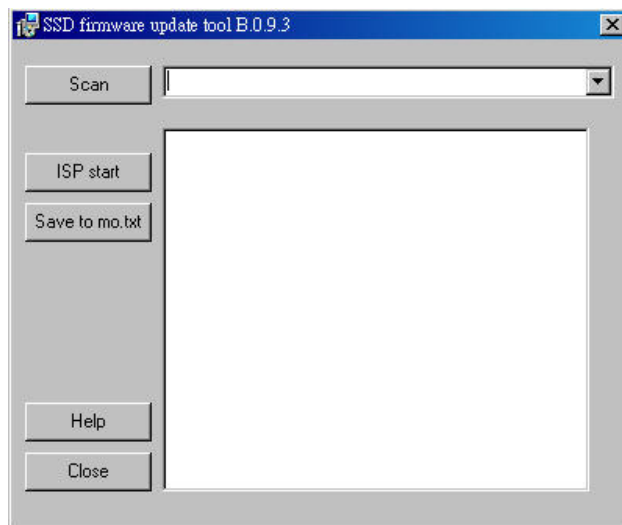 SSD firmware update tool B.0.9.3
Scan
ISP start
Save to mo.txt
Help
Close